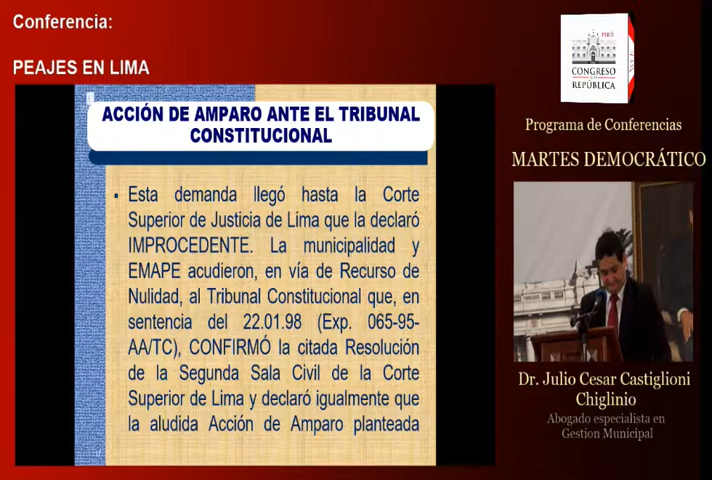 Conferencia:
PEAJES EN LIMA
ACCIÓN DE AMPARO ANTE EL TRIBUNAL
CONSTITUCIONAL
▪ Esta demanda llegó hasta la Corte
Superior de Justicia de Lima que la declaró
IMPROCEDENTE. La municipalidad y
EMAPE acudieron, en vía de Recurso de
Nulidad, al Tribunal Constitucional que, en
sentencia del 22.01.98 (Exp. 065-95-
AA/TC), CONFIRMÓ la citada Resolución
de la Segunda Sala Civil de la Corte
Superior de Lima y declaró igualmente que
la aludida Acción de Amparo planteada
PERÚ
CONGRESO
de la
REPÚBLICA
Programa de Conferencias
MARTES DEMOCRÁTICO
Dr. Julio Cesar Castiglioni
Chiglinio
Abogado especialista en
Gestion Municipal